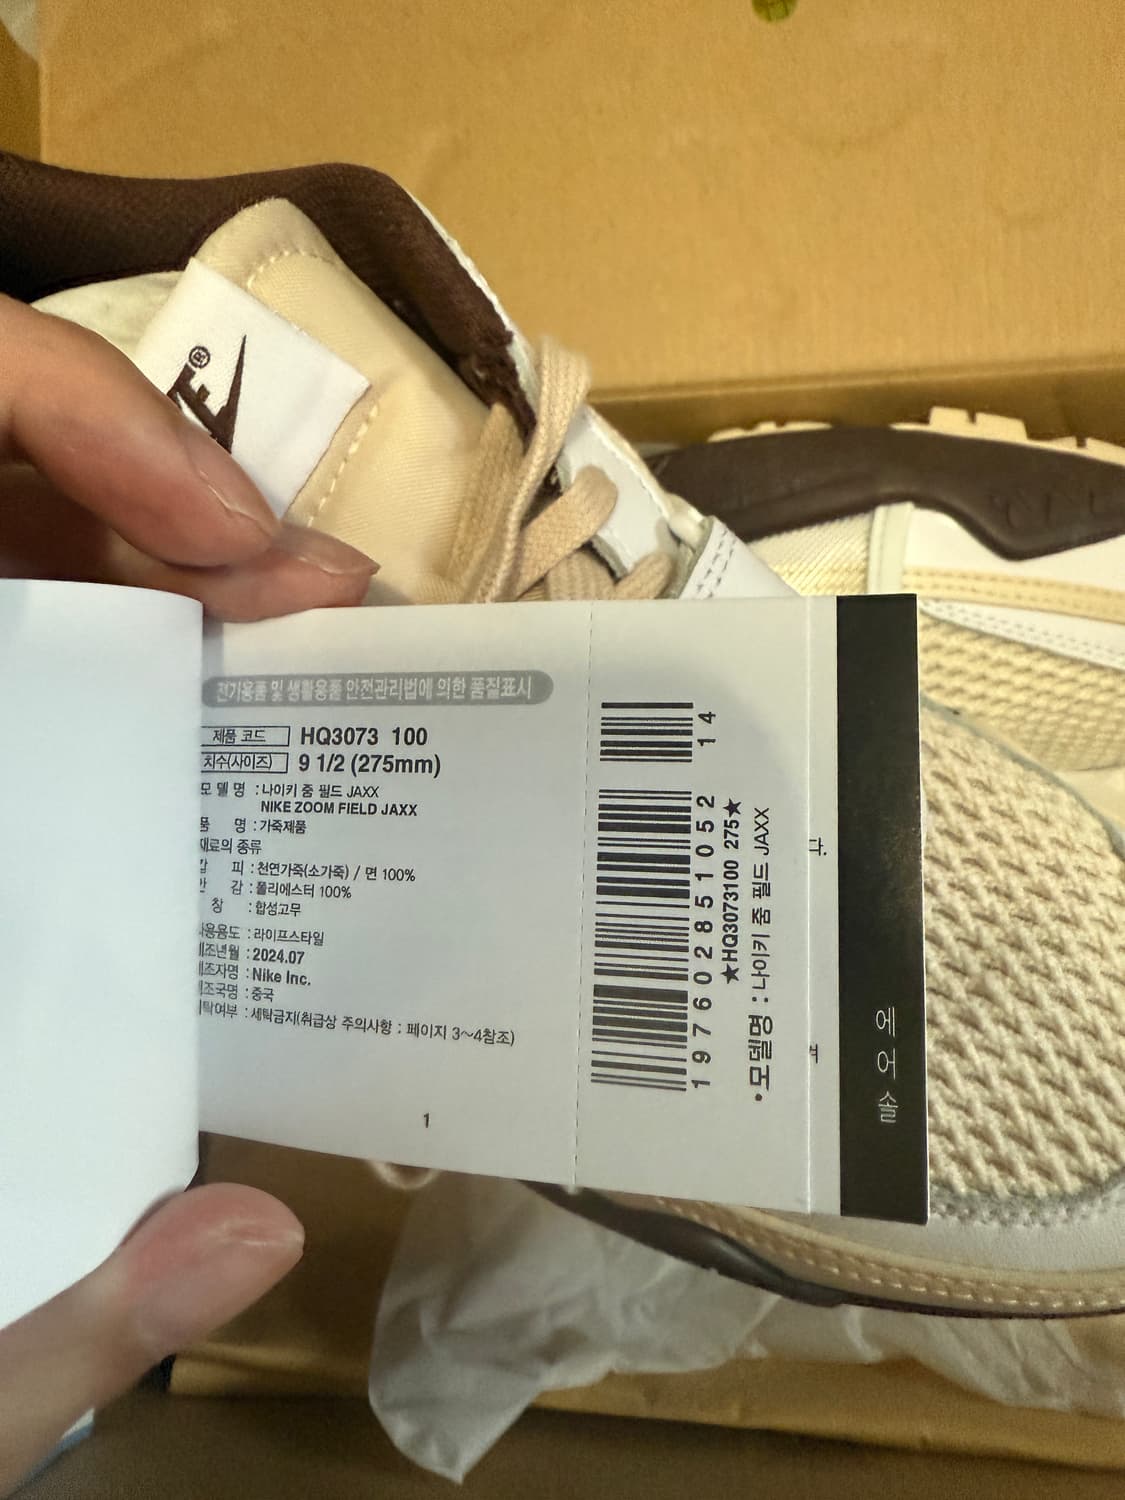 ®
전기용품 및 생활용품 안전관리법에 의한 품질표시
제품 코드 HQ3073 100
치수(사이즈) 9 1/2 (275mm)
모 델 명 : 나이키 줌 필드 JAXX
NIKE ZOOM FIELD JAXX
품 명 : 가죽제품
재료의 종류
피 : 천연가죽(소가죽) / 면 100%
안 감 : 폴리에스터 100%
창 : 합성고무
사용용도 : 라이프스타일
제조년월 : 2024.07
제조자명 : Nike Inc.
제조국명 : 중국
세탁여부 : 세탁금지(취급상 주의사항 : 페이지 3~4참조)
1
14
197602851052
★HQ3073100 275★
•모델명 : 나이키 줌 필드 JAXX
다.
에어솔